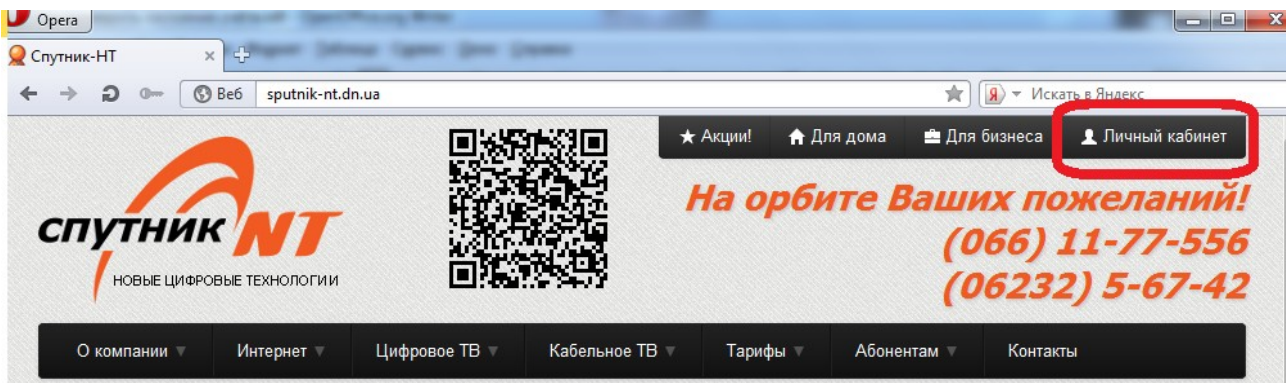 Opera
Спутник-НТ
Веб sputnik-nt.dn.ua
Я Искать в Яндекс
Акции! Для дома Для бизнеса Личный кабинет
На орбите Ваших пожеланий!
(066) 11-77-556
(06232) 5-67-42
СПУТНИК NT
НОВЫЕ ЦИФРОВЫЕ ТЕХНОЛОГИИ
О компании Интернет Цифровое ТВ Кабельное ТВ Тарифы Абонентам Контакты